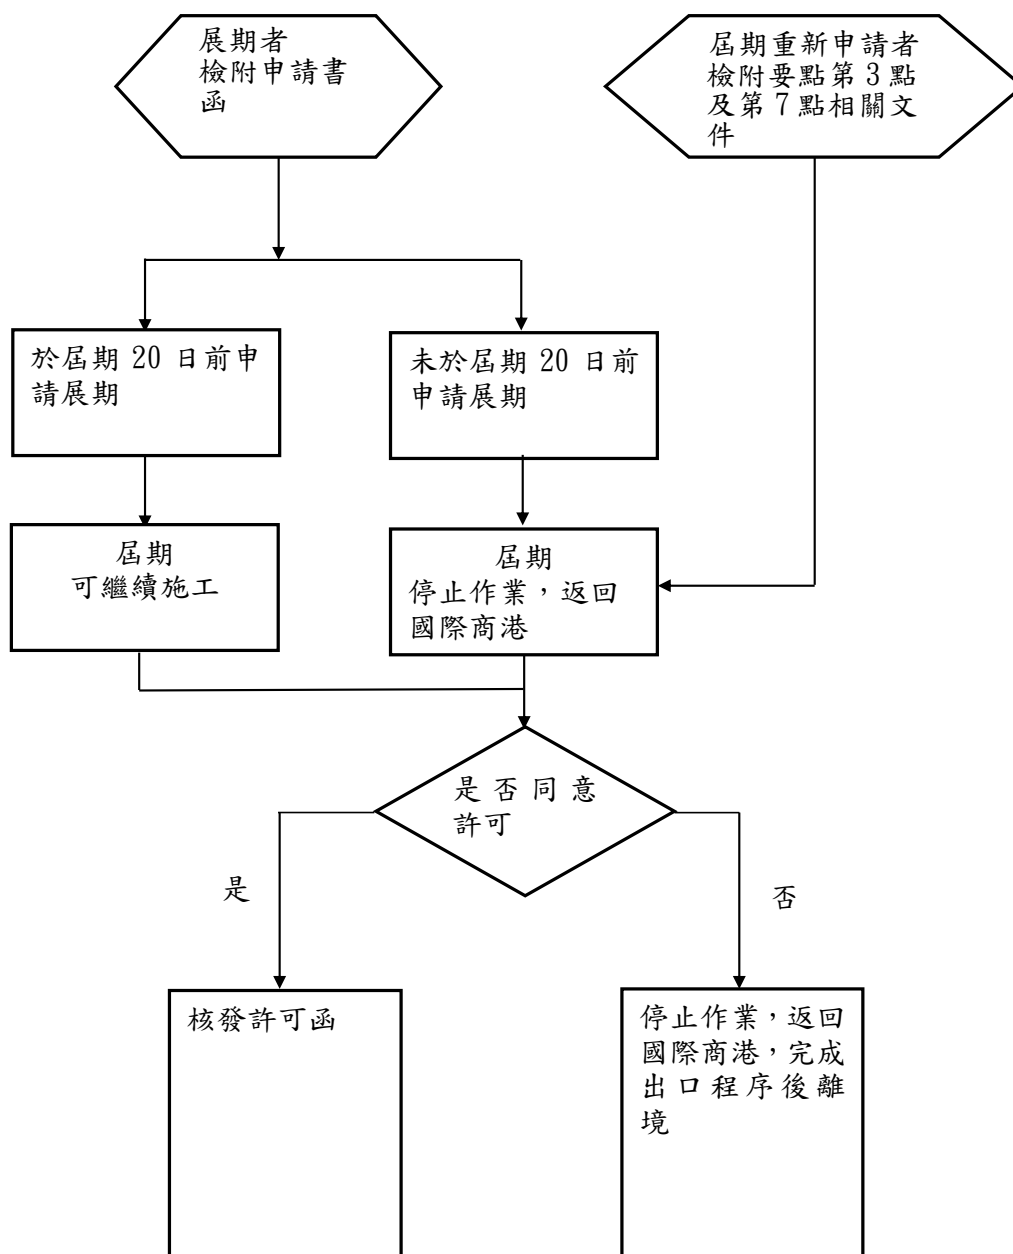 展期者
檢附申請書
函
屆期重新申請者
檢附要點第 3 點
及第 7 點相關文
件
於屆期 20 日前申
請展期
未於屆期 20 日前
申請展期
屆期
可繼續施工
屆期
停止作業，返回
國際商港
是否同意
許可
是
否
核發許可函
停止作業，返回
國際商港，完成
出口程序後離
境